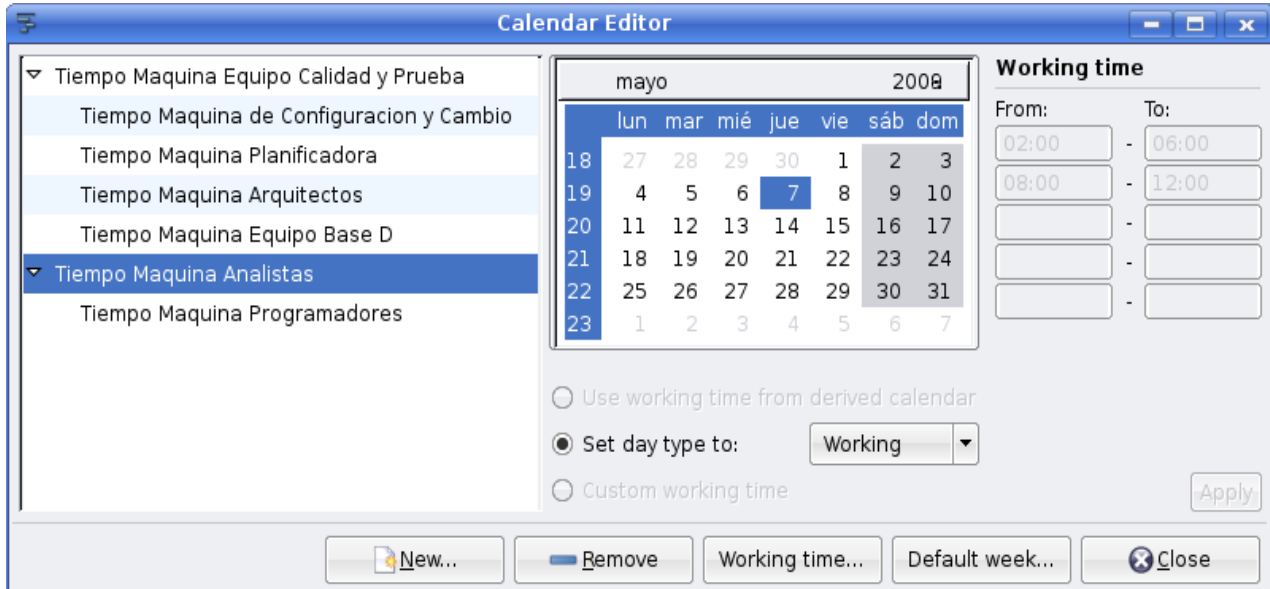 Calendar Editor
Tiempo Maquina Equipo Calidad y Prueba
Tiempo Maquina de Configuracion y Cambio
Tiempo Maquina Planificadora
Tiempo Maquina Arquitectos
Tiempo Maquina Equipo Base D
Tiempo Maquina Analistas
Tiempo Maquina Programadores
mayo
lun mar mié jue vie sáb dom
18 27 28 29 30 1 2 3
19 4 5 6 7 8 9 10
20 11 12 13 14 15 16 17
21 18 19 20 21 22 23 24
22 25 26 27 28 29 30 31
23 1 2 3 4 5 6 7
Use working time from derived calendar
Set day type to: Working
Custom working time
Working time
From: To:
02:00 - 06:00
08:00 - 12:00
-
-
-
Apply
New... Remove Working time... Default week... Close